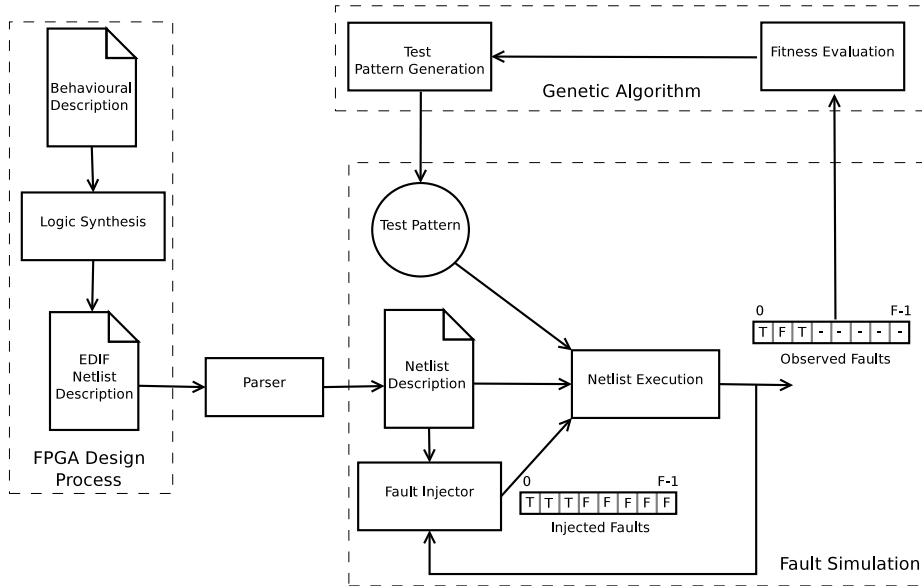 Behavioural
Description
Logic Synthesis
EDIF
Netlist
Description
FPGA Design
Process
Parser
Test
Pattern Generation
Fitness Evaluation
Genetic Algorithm
Test Pattern
Netlist
Description
Netlist Execution
0 F-1
T F T - - - - -
Observed Faults
Fault Injector
0 F-1
T T T F F F F F
Injected Faults
Fault Simulation